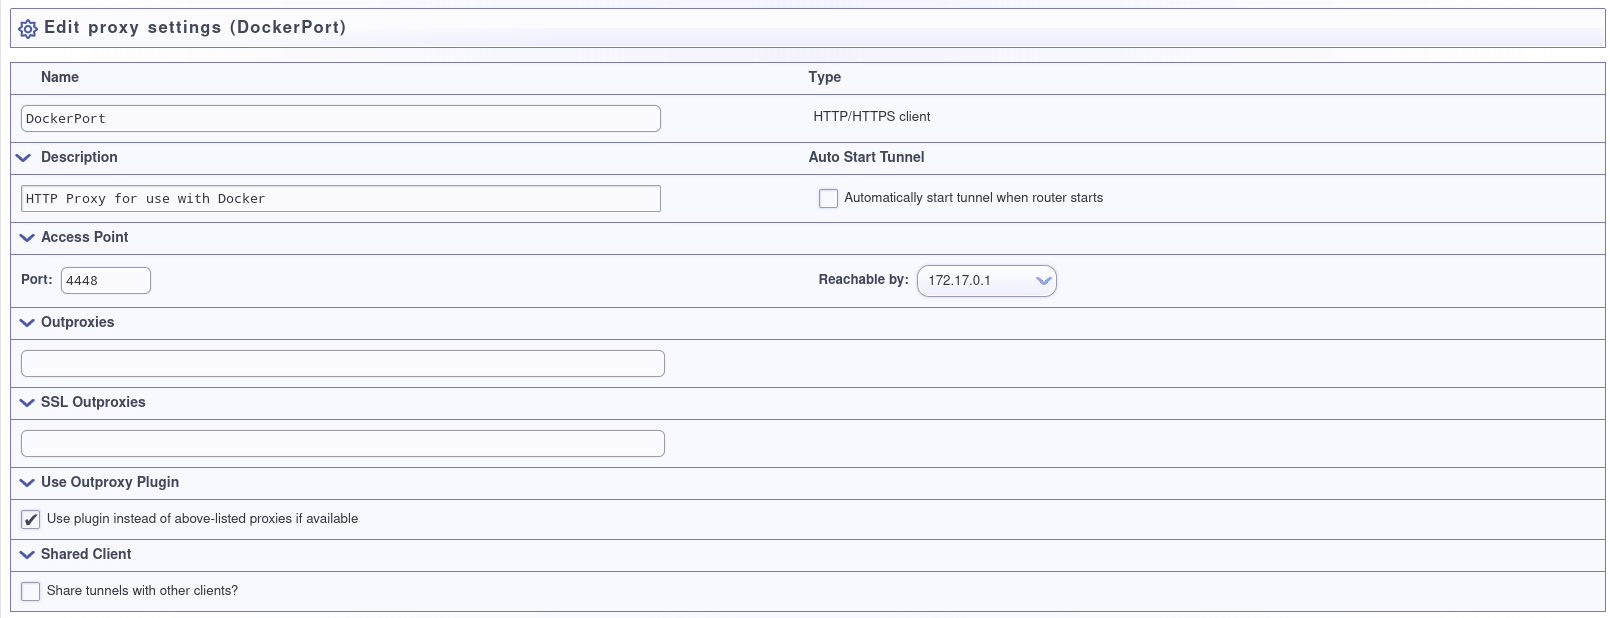 Edit proxy settings (DockerPort)
Name Type
DockerPort HTTP/HTTPS client
Description Auto Start Tunnel
HTTP Proxy for use with Docker Automatically start tunnel when router starts
Access Point
Port: 4448 Reachable by: 172.17.0.1
Outproxies
SSL Outproxies
Use Outproxy Plugin
Use plugin instead of above-listed proxies if available
Shared Client
Share tunnels with other clients?